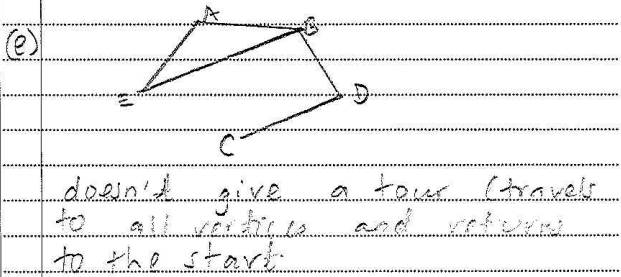 (e)
A
B
E
D
C
doesn't give a tour (travels
to all vertices and returns
to the start